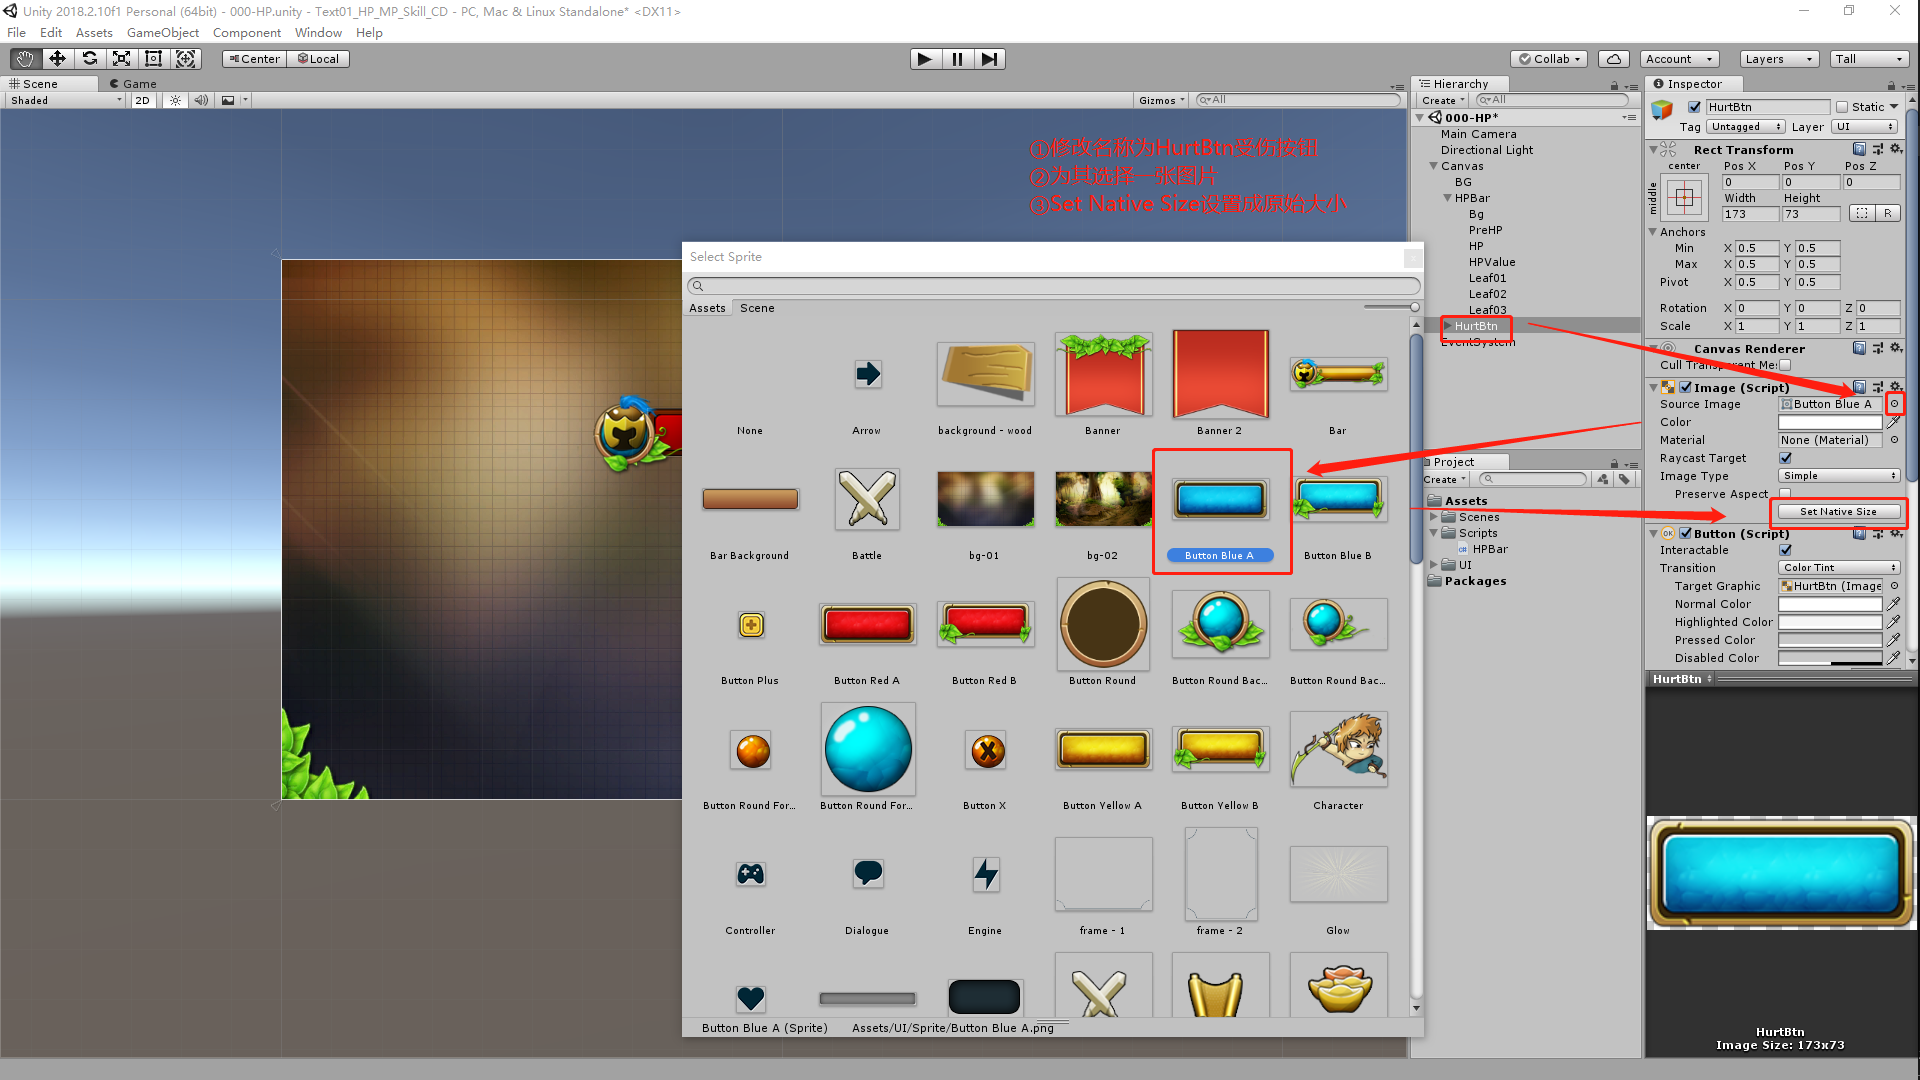 Unity 2018.2.10f1 Personal (64bit) - 000-HP.unity - Text01_HP_MP_Skill_CD - PC, Mac & Linux Standalone* <DX11>
File Edit Assets GameObject Component Window Help
Center Local Collab Account Layers Tall
Scene Game
Shaded 2D Gizmos All
①修改名称为HurtBtn受伤按钮
②为其选择一张图片
③Set Native Size设置成原始大小
Select Sprite
Assets Scene
None Arrow background - wood Banner Banner 2 Bar
Bar Background Battle bg-01 bg-02 Button Blue A Button Blue B
Button Plus Button Red A Button Red B Button Round Button Round Bac... Button Round Bac...
Button Round For... Button Round For... Button X Button Yellow A Button Yellow B Character
Controller Dialogue Engine frame - 1 frame - 2 Glow
Button Blue A (Sprite) Assets/UI/Sprite/Button Blue A.png
Hierarchy
Create All
000-HP*
Main Camera
Directional Light
Canvas
BG
HPBar
Bg
PreHP
HP
HPValue
Leaf01
Leaf02
Leaf03
HurtBtn
EventSystem
Project
Create
Assets
Scenes
Scripts
HPBar
UI
Packages
Inspector
HurtBtn Static
Tag Untagged Layer UI
Rect Transform
center Pos X Pos Y Pos Z
middle 0 0 0
Width Height
173 73 R
Anchors
Min X 0.5 Y 0.5
Max X 0.5 Y 0.5
Pivot X 0.5 Y 0.5
Rotation X 0 Y 0 Z 0
Scale X 1 Y 1 Z 1
Canvas Renderer
Cull Transparent Mes
Image (Script)
Source Image Button Blue A
Color
Material None (Material)
Raycast Target
Image Type Simple
Preserve Aspect
Set Native Size
OK Button (Script)
Interactable
Transition Color Tint
Target Graphic HurtBtn (Image
Normal Color
Highlighted Color
Pressed Color
Disabled Color
HurtBtn
HurtBtn
Image Size: 173x73